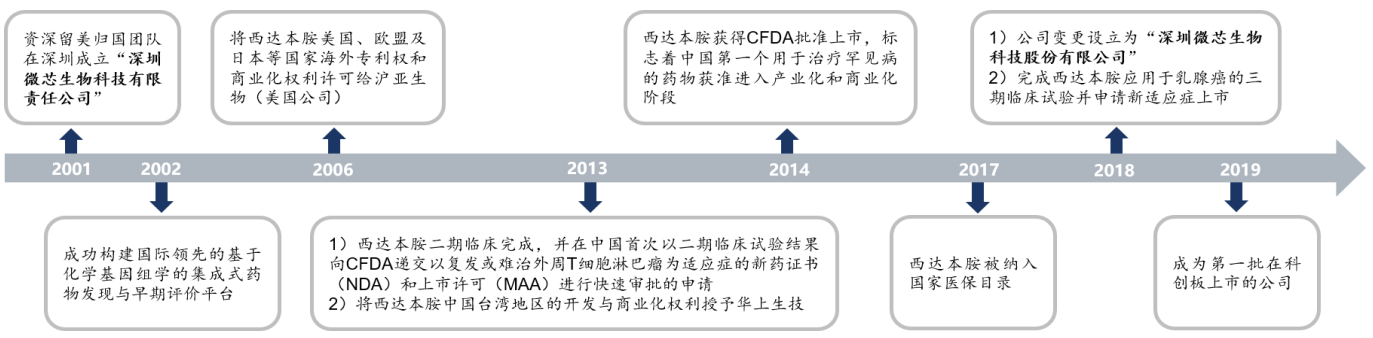 资深留美归国团队
在深圳成立“深圳
微芯生物科技有限
责任公司”
将西达本胺美国、欧盟及
日本等国家海外专利权和
商业化权利许可给沪亚生
物（美国公司）
西达本胺获得CFDA批准上市，标
志着中国第一个用于治疗罕见病
的药物获准进入产业化和商业化
阶段
1）公司变更设立为“深圳微芯生物
科技股份有限公司”
2）完成西达本胺应用于乳腺癌的三
期临床试验并申请新适应症上市
2001 2002 2006 2013 2014 2017 2018 2019
成功构建国际领先的基于
化学基因组学的集成式药
物发现与早期评价平台
1）西达本胺二期临床完成，并在中国首次以二期临床试验结果
向CFDA递交以复发或难治外周T细胞淋巴瘤为适应症的新药证书
（NDA）和上市许可（MAA）进行快速审批的申请
2）将西达本胺中国台湾地区的开发与商业化权利授予华上生技
西达本胺被纳入
国家医保目录
成为第一批在科
创板上市的公司